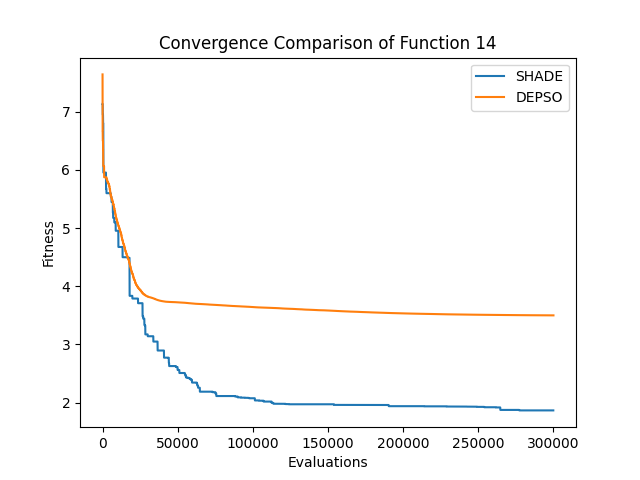 Convergence Comparison of Function 14
SHADE
DEPSO
Fitness
7
6
5
4
3
2
0 50000 100000 150000 200000 250000 300000
Evaluations